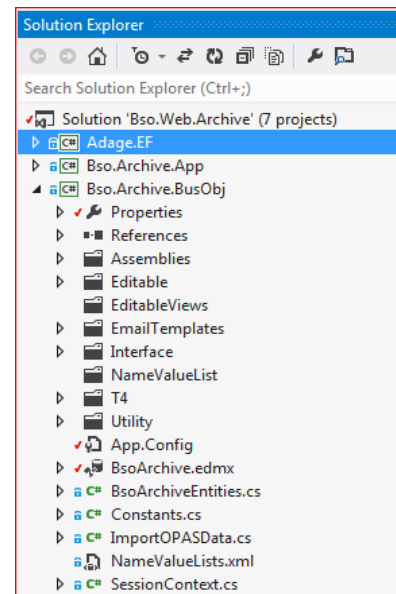 Solution Explorer
Search Solution Explorer (Ctrl+;)
Solution 'Bso.Web.Archive' (7 projects)
C# Adage.EF
C# Bso.Archive.App
C# Bso.Archive.BusObj
Properties
References
Assemblies
Editable
EditableViews
EmailTemplates
Interface
NameValueList
T4
Utility
App.Config
BsoArchive.edmx
C# BsoArchiveEntities.cs
C# Constants.cs
C# ImportOPASData.cs
NameValueLists.xml
C# SessionContext.cs